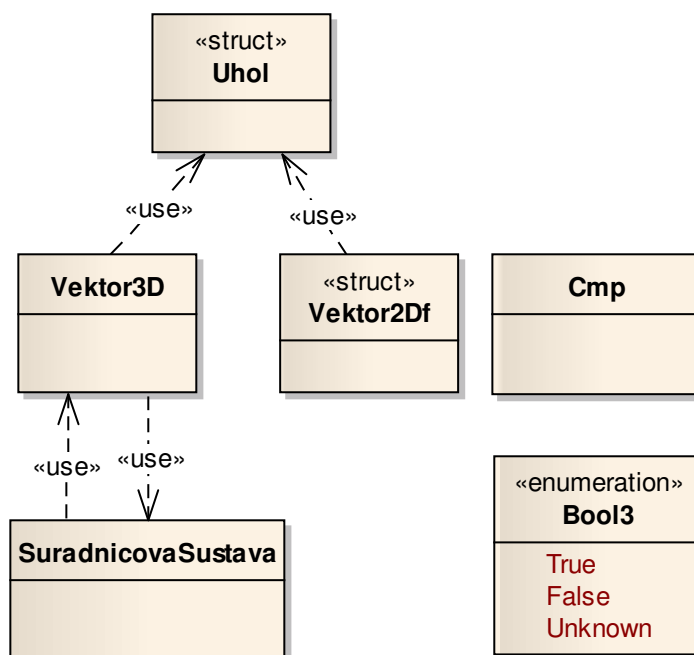 «struct»
Uhol
«use»
«use»
Vektor3D
«struct»
Vektor2Df
Cmp
«use»
«use»
SuradnicovaSustava
«enumeration»
Bool3
True
False
Unknown